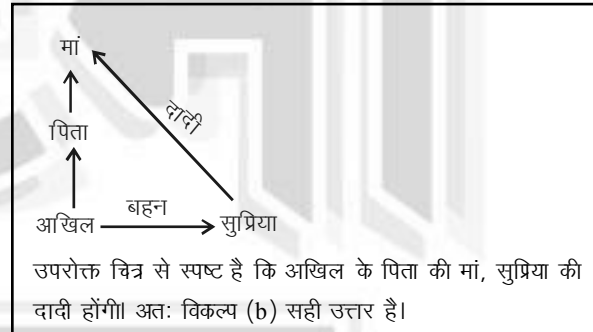 मां
दादी
पिता
बहन
अखिल सुप्रिया
उपरोक्त चित्र से स्पष्ट है कि अखिल के पिता की मां, सुप्रिया की
दादी होंगी। अतः विकल्प (b) सही उत्तर है।